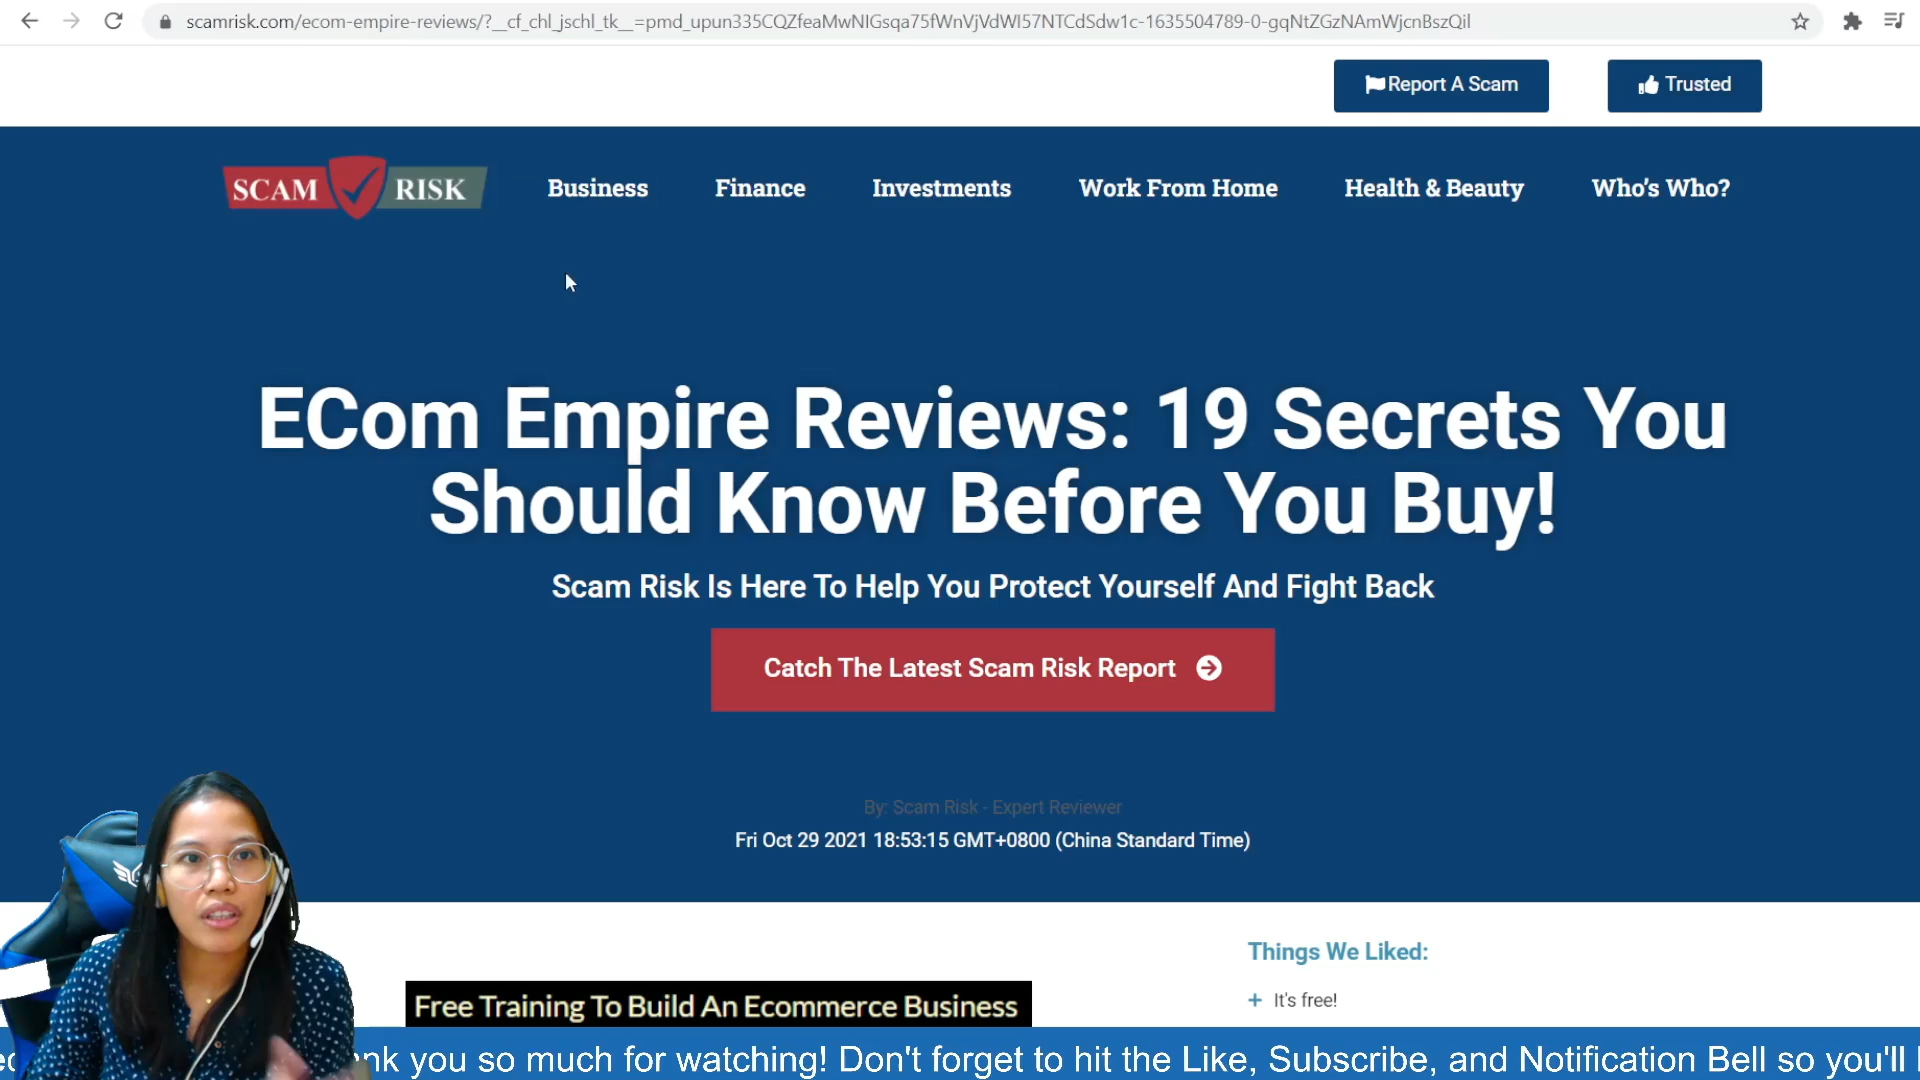 scamrisk.com/ecom-empire-reviews/?__cf_chl_jschl_tk__=pmd_upun335CQZfeaMwNIGsqa75fWnVjVdWI57NTCdSdw1c-1635504789-0-gqNtZGzNAmWjcnBszQil
Report A Scam
Trusted
SCAM RISK
Business
Finance
Investments
Work From Home
Health & Beauty
Who's Who?
ECom Empire Reviews: 19 Secrets You
Should Know Before You Buy!
Scam Risk Is Here To Help You Protect Yourself And Fight Back
Catch The Latest Scam Risk Report
By: Scam Risk - Expert Reviewer
Fri Oct 29 2021 18:53:15 GMT+0800 (China Standard Time)
Things We Liked:
+ It's free!
Free Training To Build An Ecommerce Business
nk you so much for watching! Don't forget to hit the Like, Subscribe, and Notification Bell so you'll